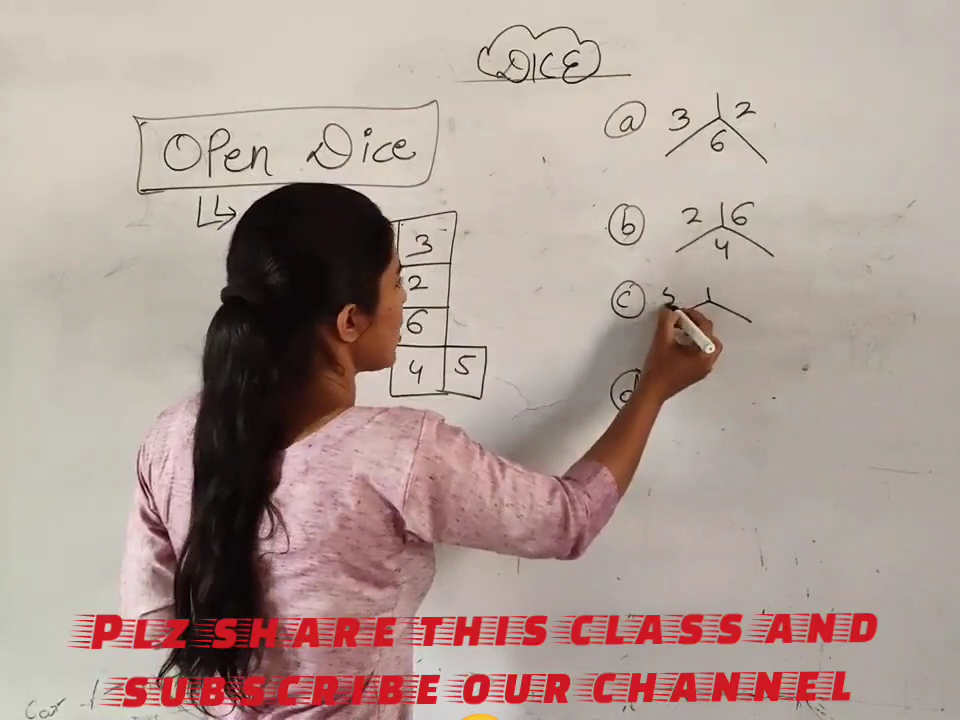 DICE
Open Dice
3
2
6
4 5
a 3 2
6
b 2 6
4
c
d
Plz share this class and
subscribe our channel